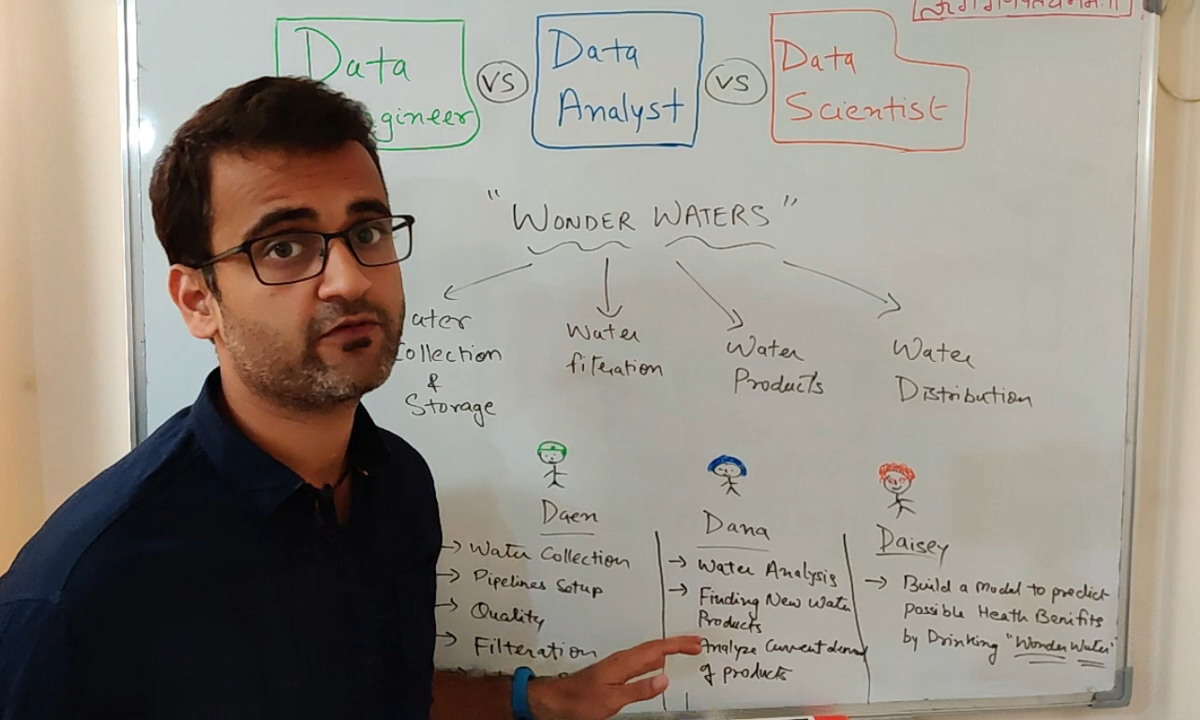 Data
gineer
VS
Data
Analyst
VS
Data
Scientist
"WONDER WATERS"
ater
ollection
&
Storage
Water
filteration
Water
Products
Water
Distribution
Daen
→ Water Collection
→ Pipelines Setup
→ Quality
→ Filteration
Dana
→ Water Analysis
→ Finding New Water
Products
Analyze Current dem
of products
Daisey
→ Build a Model to predict
possible Heath Benifits
by Drinking "Wonder Water"